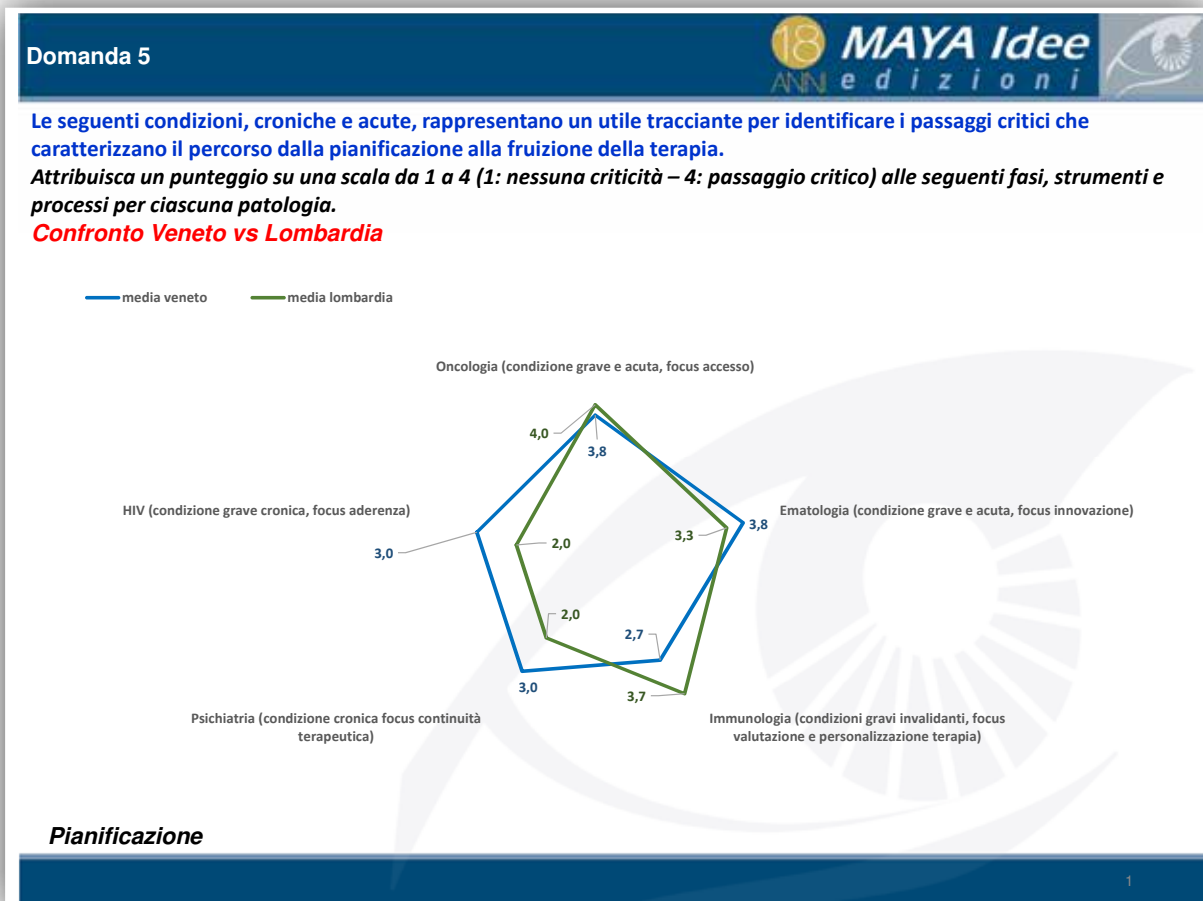 Domanda 5
18
ANNI
MAYA Idee
edizioni
Le seguenti condizioni, croniche e acute, rappresentano un utile tracciante per identificare i passaggi critici che
caratterizzano il percorso dalla pianificazione alla fruizione della terapia.
Attribuisca un punteggio su una scala da 1 a 4 (1: nessuna criticità – 4: passaggio critico) alle seguenti fasi, strumenti e
processi per ciascuna patologia.
Confronto Veneto vs Lombardia
media veneto
media lombardia
Oncologia (condizione grave e acuta, focus accesso)
4,0
3,8
HIV (condizione grave cronica, focus aderenza)
Ematologia (condizione grave e acuta, focus innovazione)
3,8
3,3
3,0
2,0
2,0
2,7
3,0
3,7
Psichiatria (condizione cronica focus continuità
terapeutica)
Immunologia (condizioni gravi invalidanti, focus
valutazione e personalizzazione terapia)
Pianificazione
1